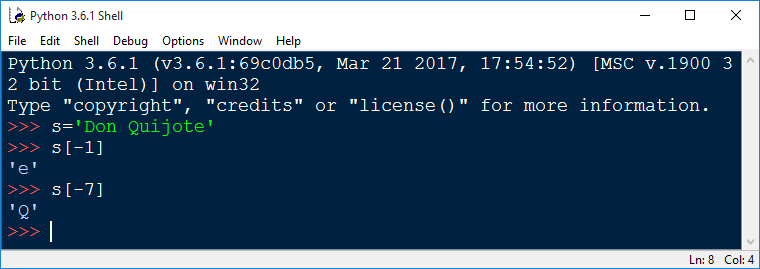 Python 3.6.1 Shell
File Edit Shell Debug Options Window Help
Python 3.6.1 (v3.6.1:69c0db5, Mar 21 2017, 17:54:52) [MSC v.1900 3
2 bit (Intel)] on win32
Type "copyright", "credits" or "license()" for more information.
>>> s='Don Quijote'
>>> s[-1]
'e'
>>> s[-7]
'Q'
>>>
Ln: 8 Col: 4